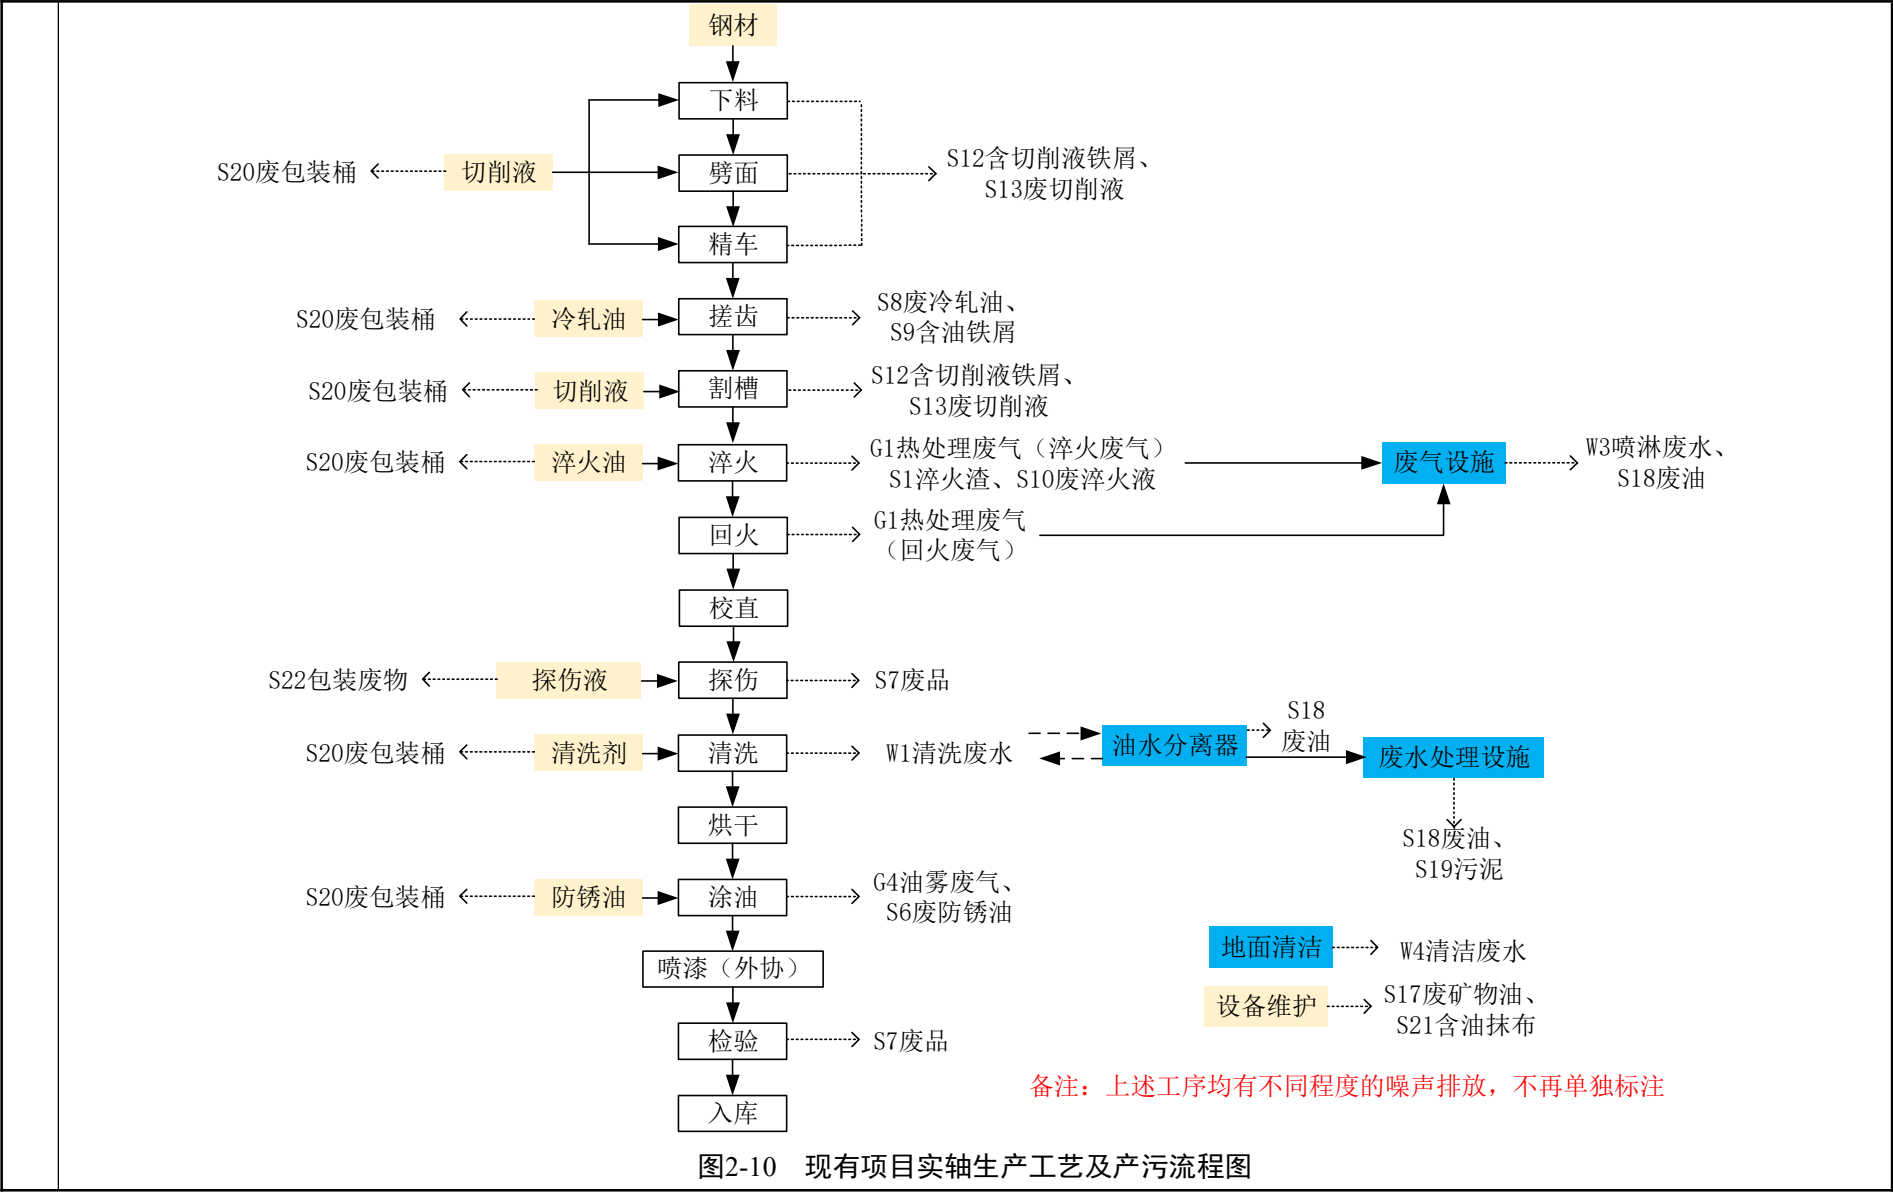 钢材
下料
S20废包装桶
切削液
劈面
S12含切削液铁屑、
S13废切削液
精车
S20废包装桶
冷轧油
搓齿
S8废冷轧油、
S9含油铁屑
S20废包装桶
切削液
割槽
S12含切削液铁屑、
S13废切削液
S20废包装桶
淬火油
淬火
G1热处理废气（淬火废气）
S1淬火渣、S10废淬火液
废气设施
W3喷淋废水、
S18废油
回火
G1热处理废气
（回火废气）
校直
S22包装废物
探伤液
探伤
S7废品
S20废包装桶
清洗剂
清洗
W1清洗废水
油水分离器
S18
废油
废水处理设施
烘干
S18废油、
S19污泥
S20废包装桶
防锈油
涂油
G4油雾废气、
S6废防锈油
地面清洁
W4清洁废水
喷漆（外协）
设备维护
S17废矿物油、
S21含油抹布
检验
S7废品
备注：上述工序均有不同程度的噪声排放，不再单独标注
入库
图2-10 现有项目实轴生产工艺及产污流程图